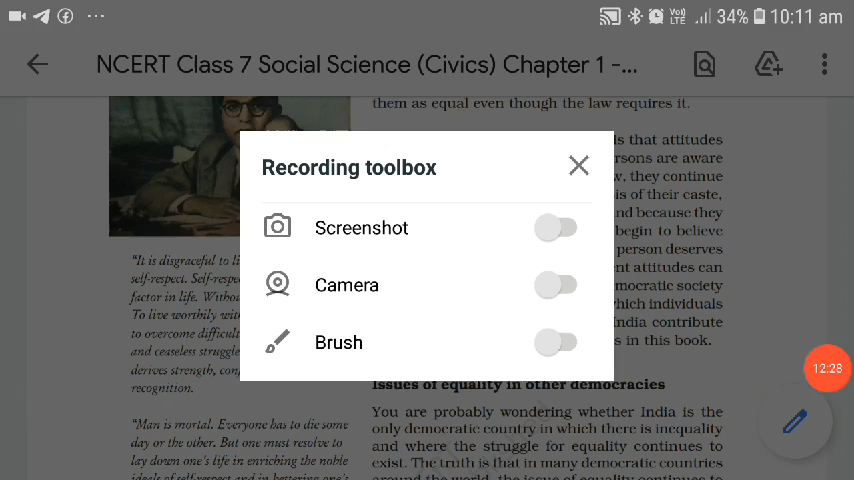 VoD LTE 34% 10:11 am
NCERT Class 7 Social Science (Civics) Chapter 1 -...
them as equal even though the law requires it.
ls that attitudes
rsons are aware
w, they continue
is of their caste,
nd because they
begin to believe
person deserves
nt attitudes can
mocratic society
hich individuals
India contribute
s in this book.
Recording toolbox
Screenshot
Camera
Brush
12:28
"It is disgraceful to li
self-respect. Self-respe
factor in life. Withou
To live worthily wit
to overcome difficult
and ceaseless struggle
derives strength, con
recognition.
"Man is mortal. Everyone has to die some
day or the other. But one must resolve to
lay down one's life in enriching the noble
ideals of self-respect and in bettering one's
Issues of equality in other democracies
You are probably wondering whether India is the
only democratic country in which there is inequality
and where the struggle for equality continues to
exist. The truth is that in many democratic countries
around the world, the issue of equality continues to